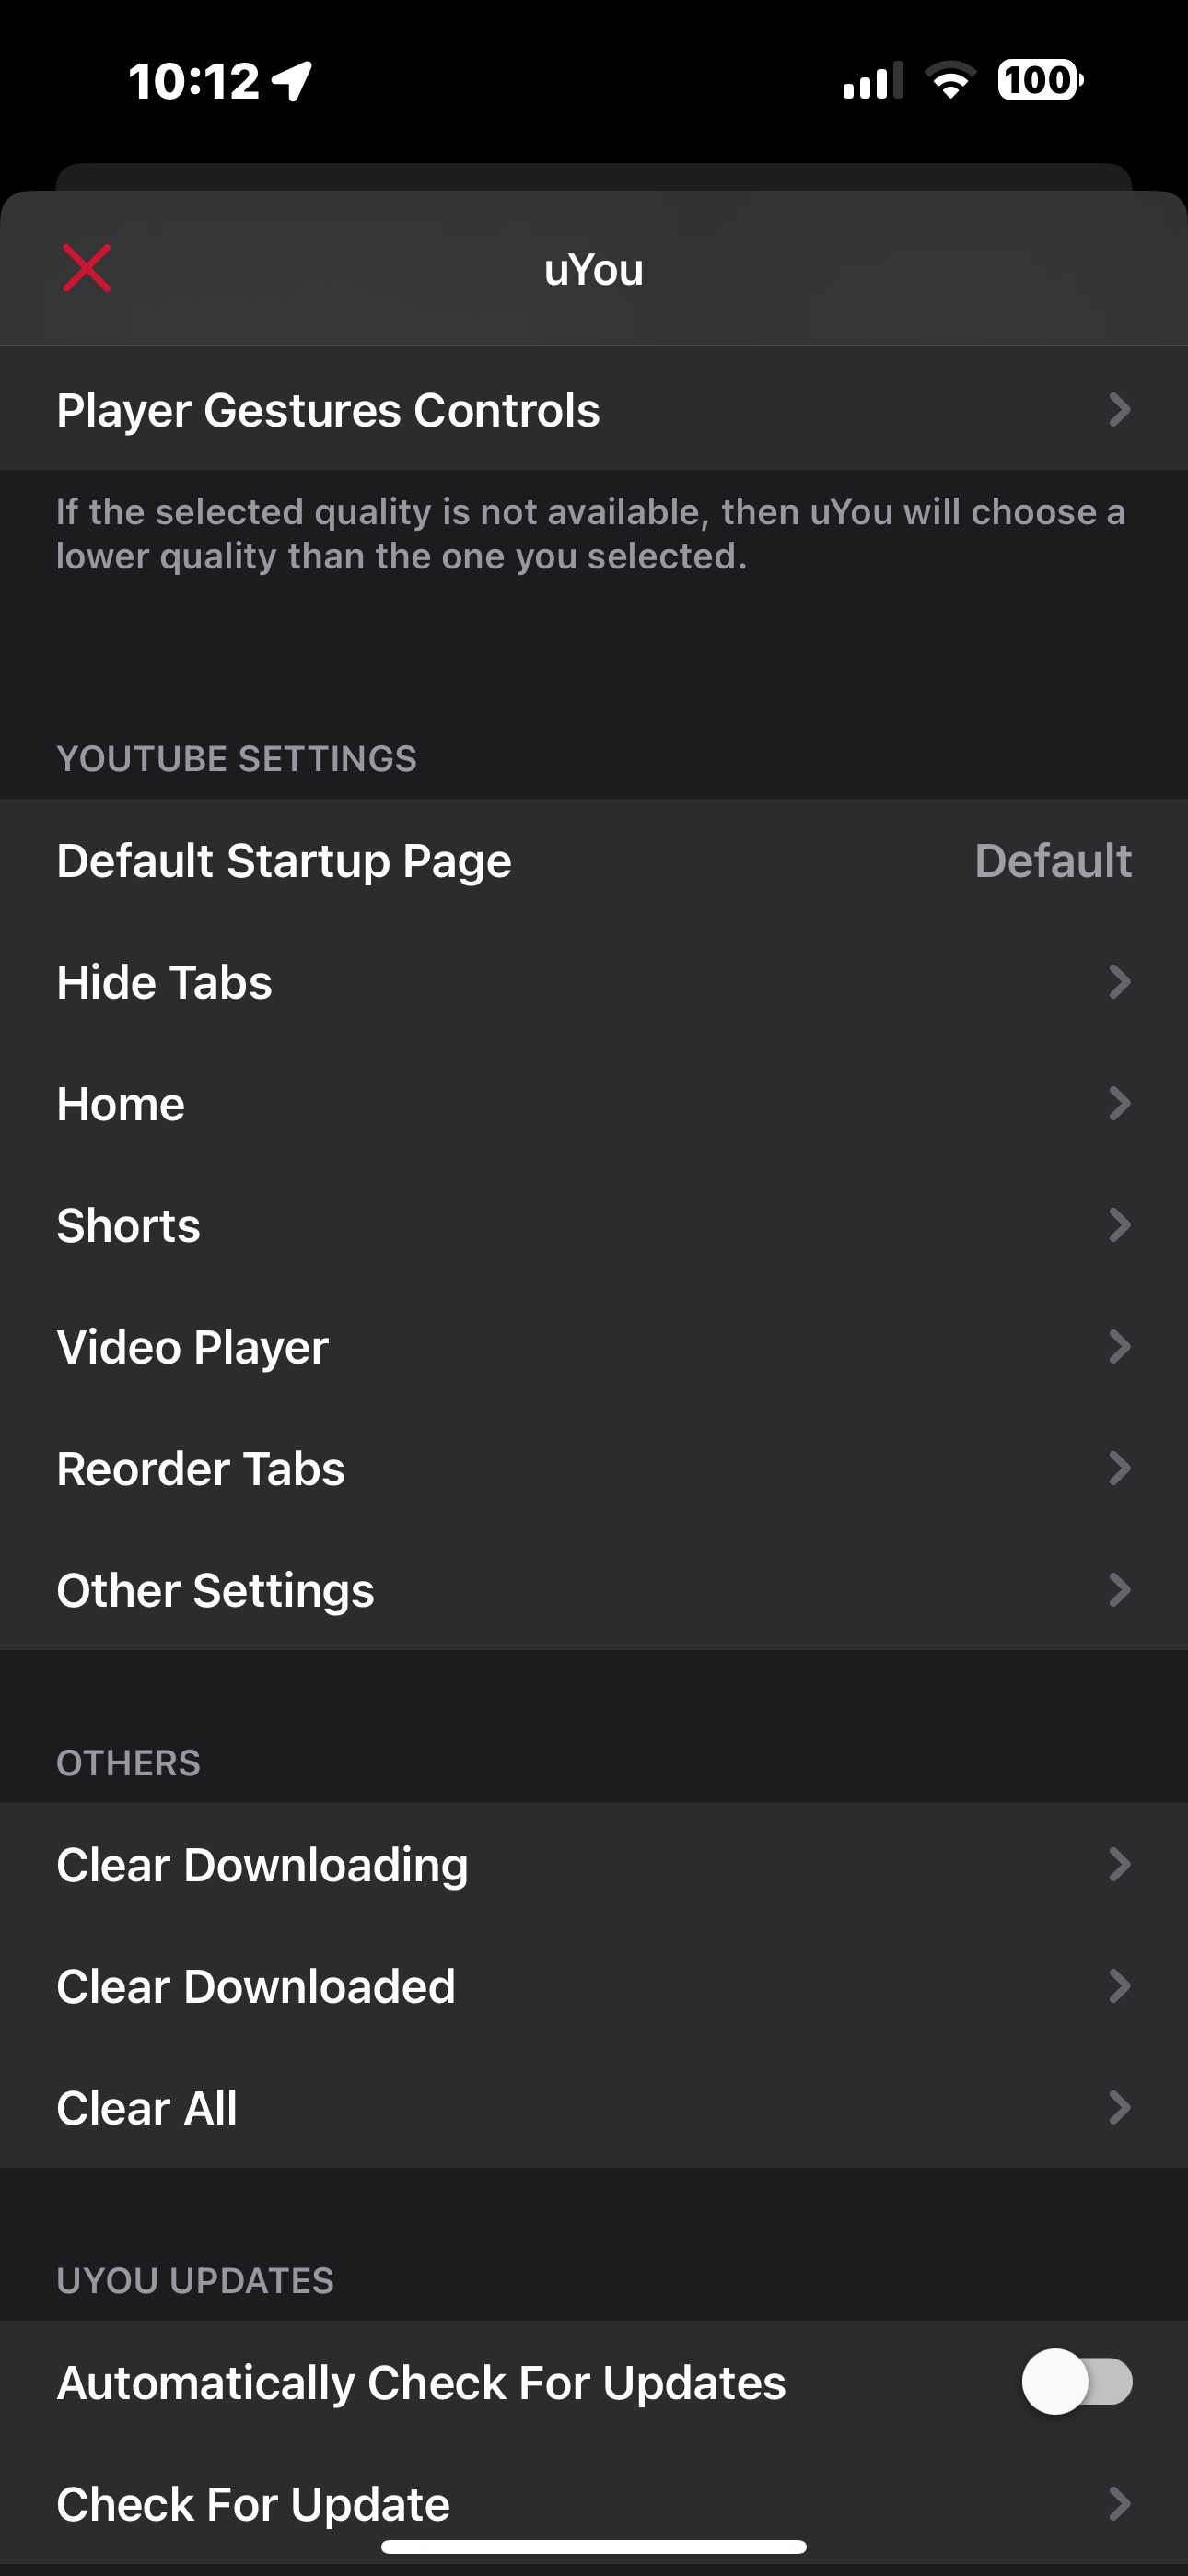 10:12
100
uYou
Player Gestures Controls
If the selected quality is not available, then uYou will choose a
lower quality than the one you selected.
YOUTUBE SETTINGS
Default Startup Page
Default
Hide Tabs
Home
Shorts
Video Player
Reorder Tabs
Other Settings
OTHERS
Clear Downloading
Clear Downloaded
Clear All
UYOU UPDATES
Automatically Check For Updates
Check For Update